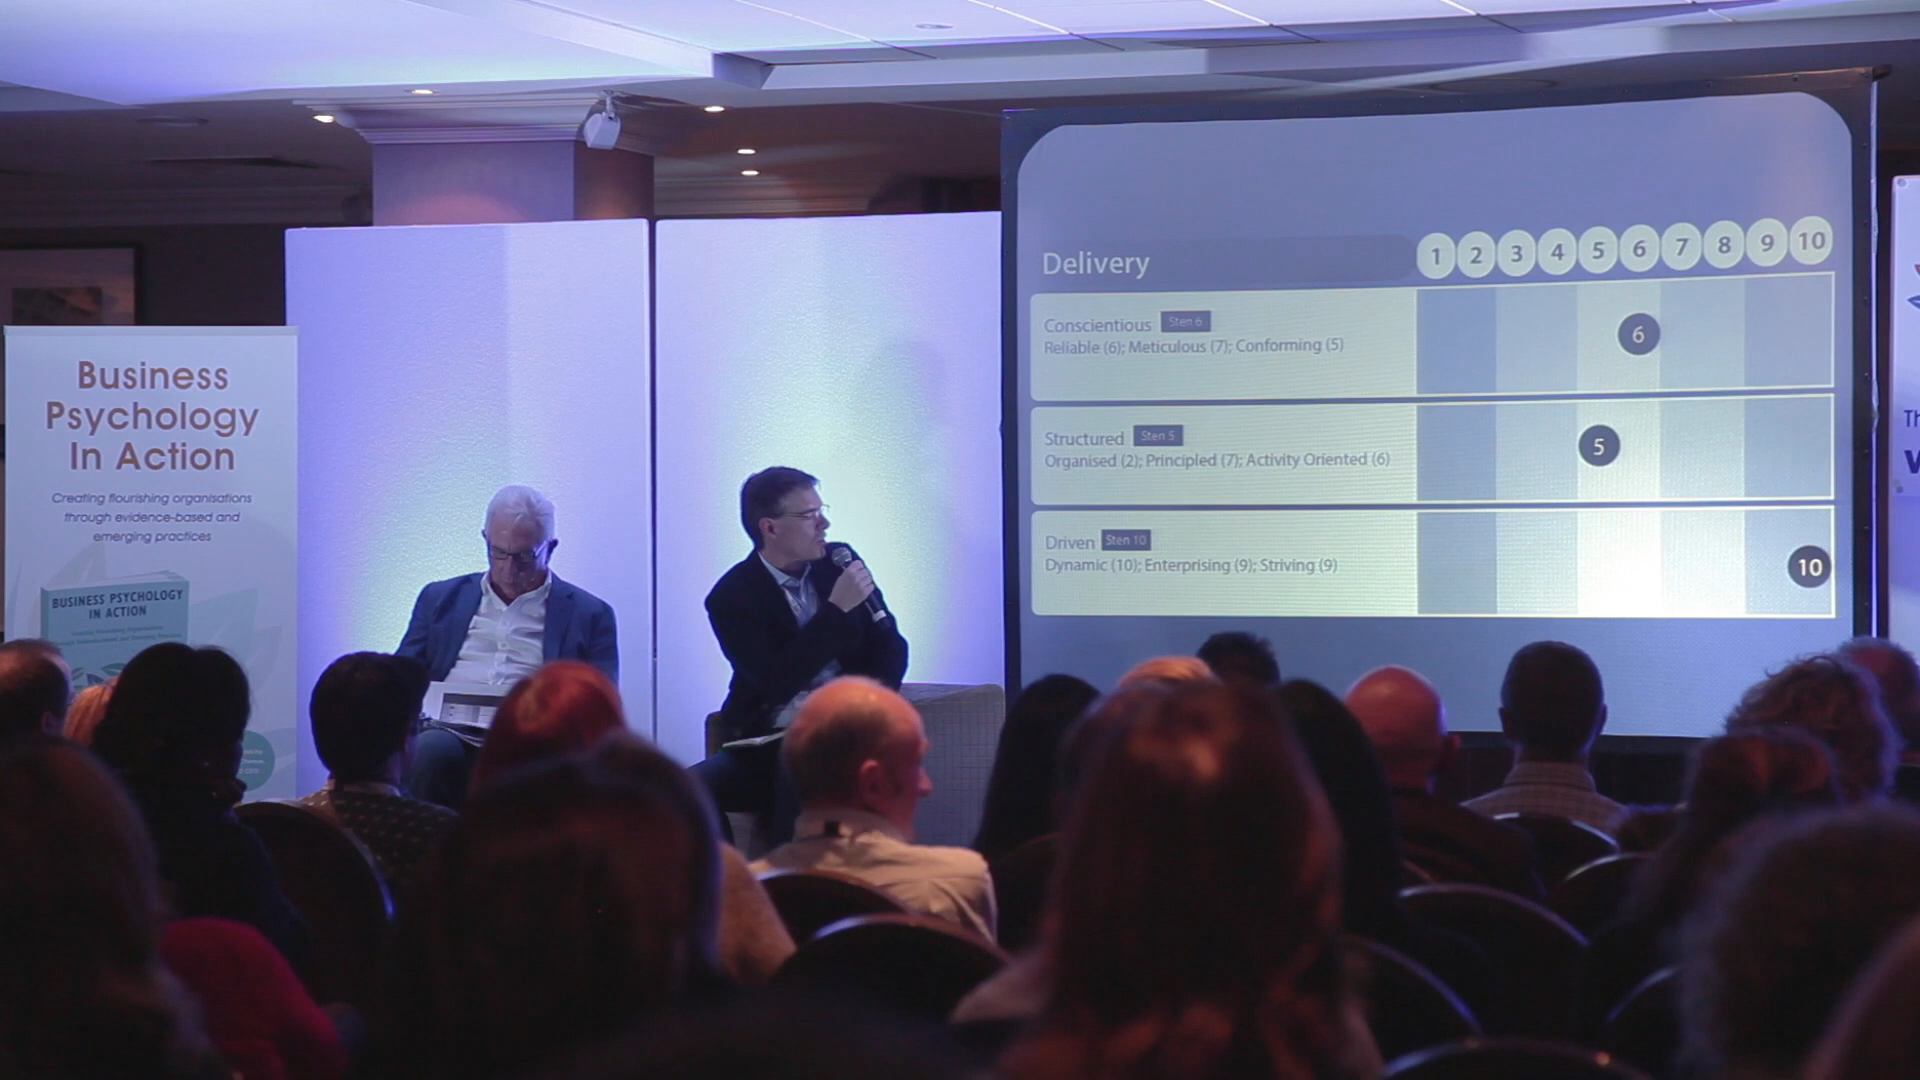 Business
Psychology
In Action
Creating flourishing organisations
through evidence-based and
emerging practices
BUSINESS PSYCHOLOGY
IN ACTION
Delivery
1 2 3 4 5 6 7 8 9 10
Conscientious Sten 6
Reliable (6); Meticulous (7); Conforming (5)
6
Structured Sten 5
Organised (2); Principled (7); Activity Oriented (6)
5
Driven Sten 10
Dynamic (10); Enterprising (9); Striving (9)
10